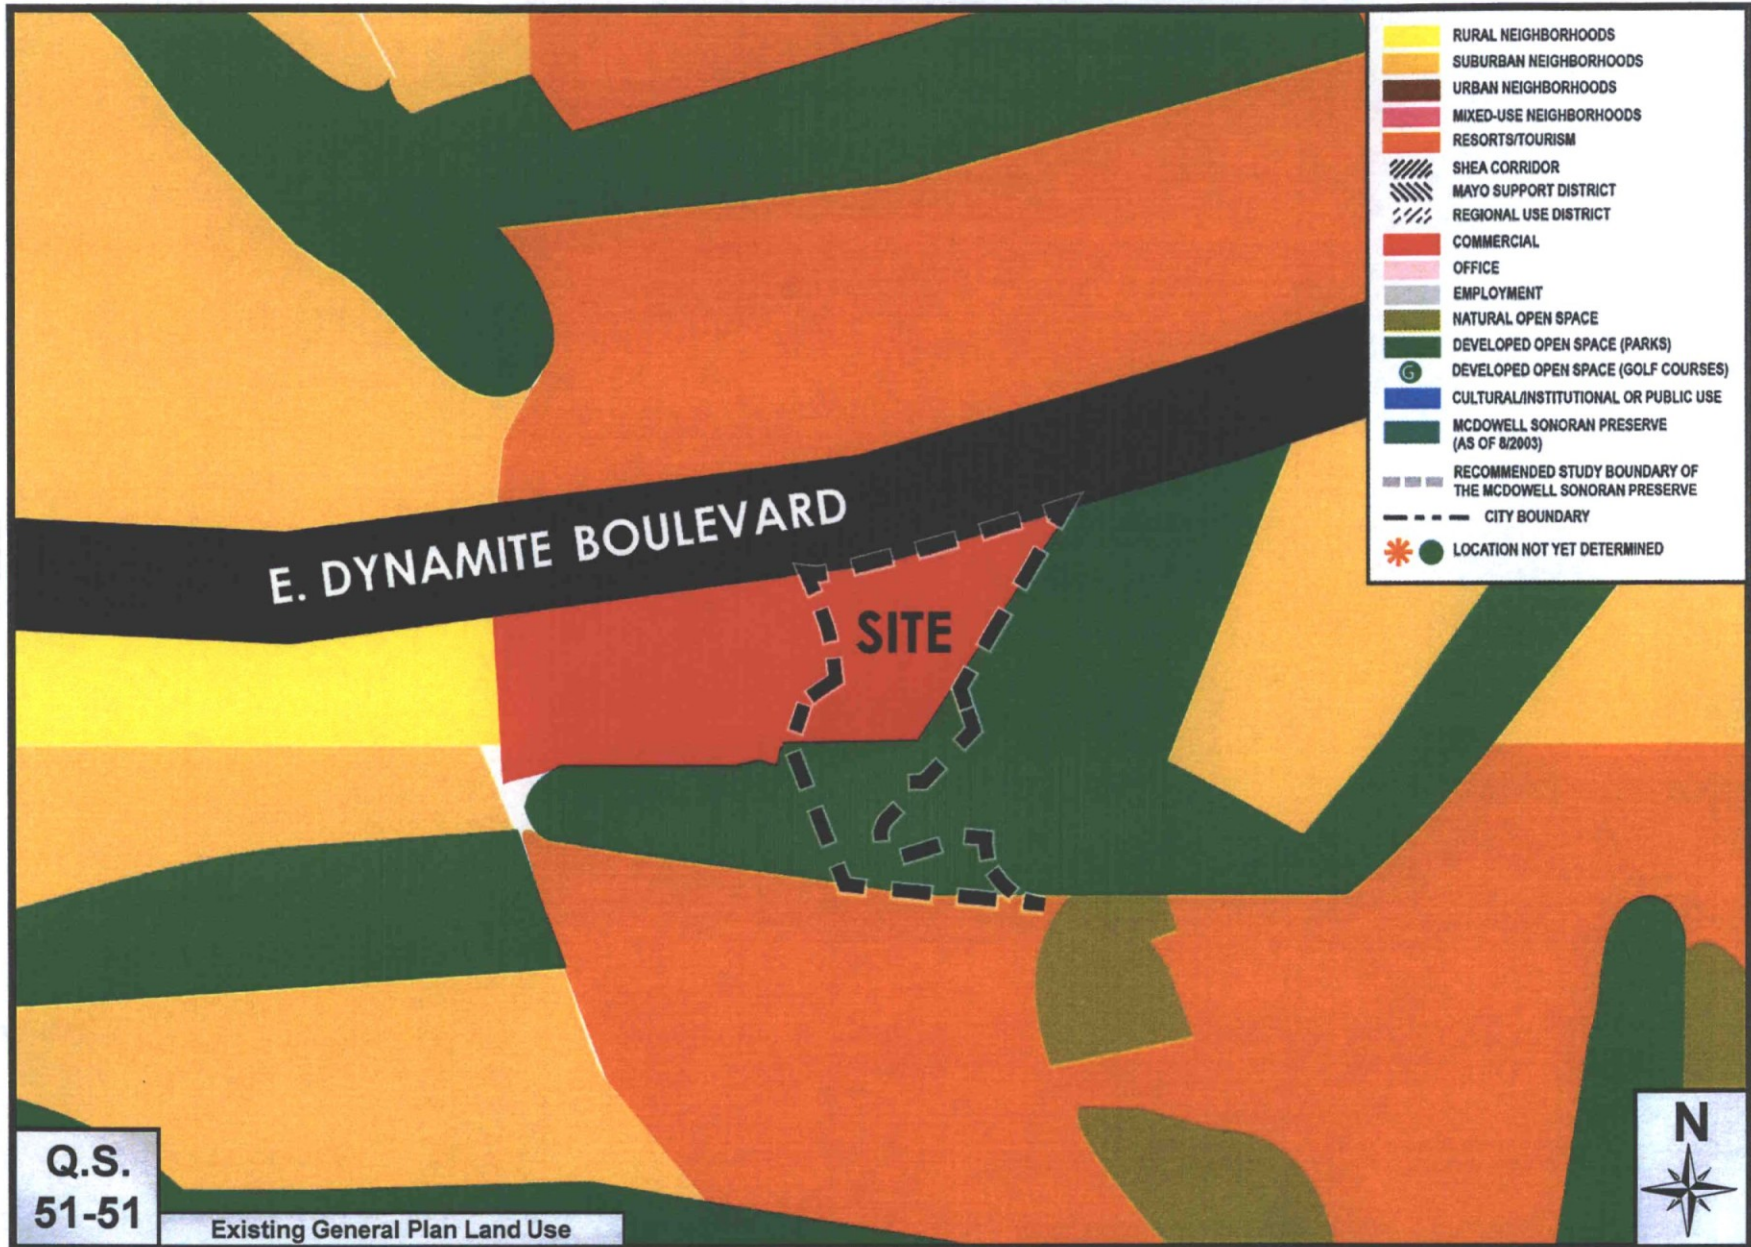 RURAL NEIGHBORHOODS
SUBURBAN NEIGHBORHOODS
URBAN NEIGHBORHOODS
MIXED-USE NEIGHBORHOODS
RESORTS/TOURISM
SHEA CORRIDOR
MAYO SUPPORT DISTRICT
REGIONAL USE DISTRICT
COMMERCIAL
OFFICE
EMPLOYMENT
NATURAL OPEN SPACE
DEVELOPED OPEN SPACE (PARKS)
G DEVELOPED OPEN SPACE (GOLF COURSES)
CULTURAL/INSTITUTIONAL OR PUBLIC USE
MCDOWELL SONORAN PRESERVE
(AS OF 8/2003)
RECOMMENDED STUDY BOUNDARY OF
THE MCDOWELL SONORAN PRESERVE
CITY BOUNDARY
LOCATION NOT YET DETERMINED
E. DYNAMITE BOULEVARD
SITE
Q.S.
51-51
Existing General Plan Land Use
N